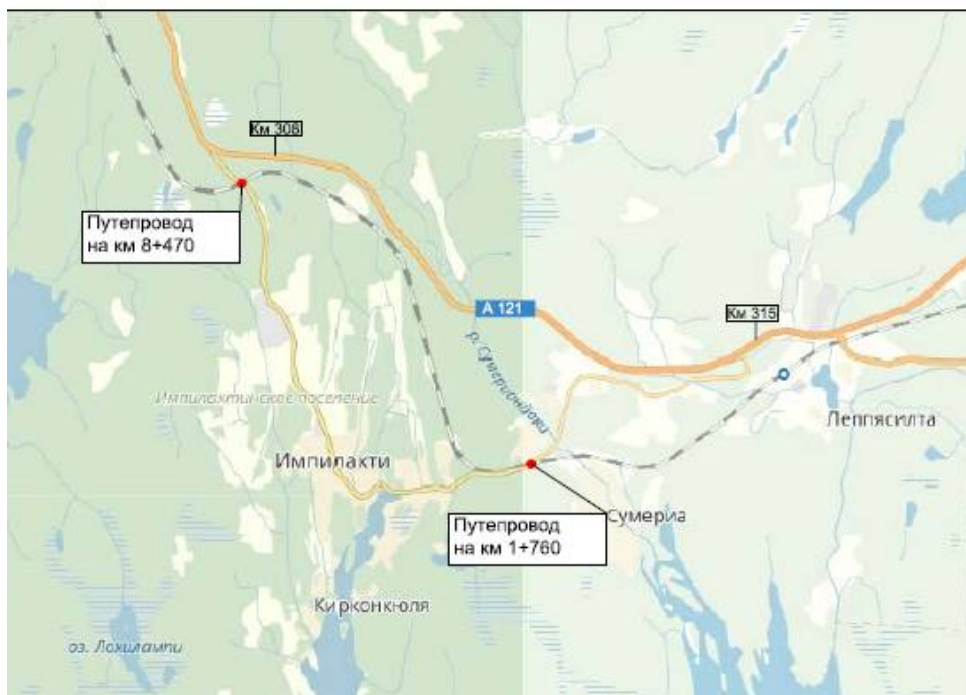 Км 308
Путепровод
на км 8+470
А 121
Км 315
р. Сумерианйоки
Импилахтинское поселение
Леппясилта
Импилахти
Сумериа
Путепровод
на км 1+760
Кирконкюля
оз. Лохилампи